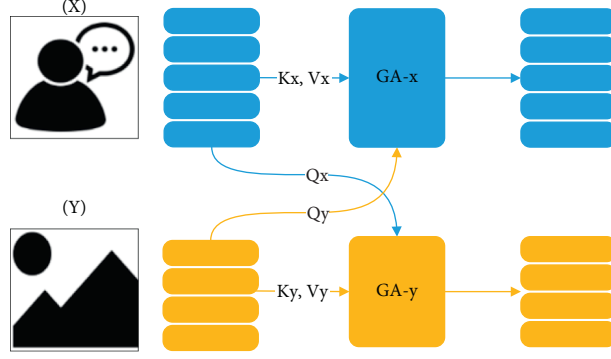 (X)
Kx, Vx
GA-x
Qx
(Y)
Qy
Ky, Vy
GA-y